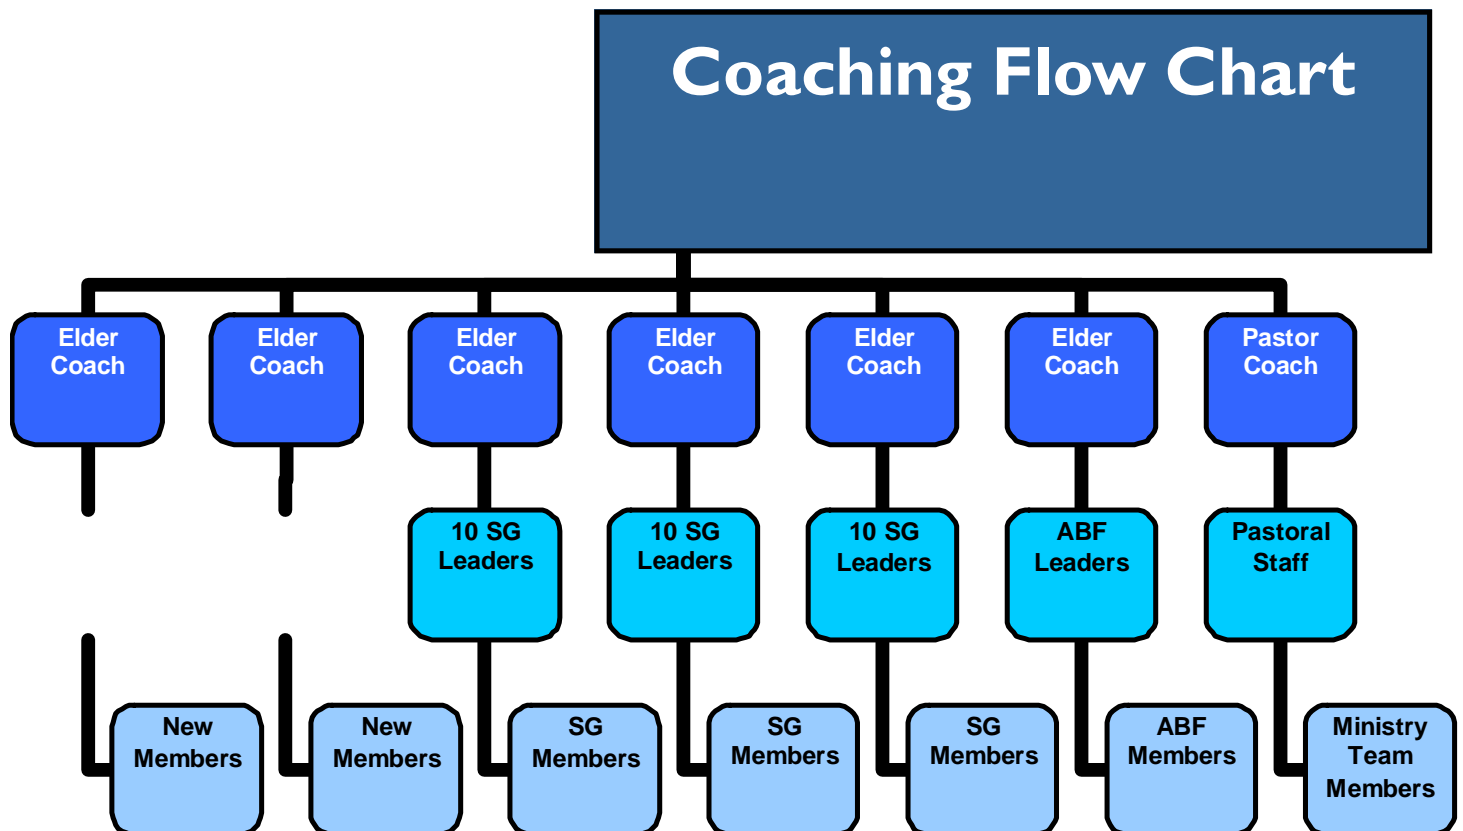 Coaching Flow Chart
Elder
Coach
Elder
Coach
Elder
Coach
Elder
Coach
Elder
Coach
Elder
Coach
Pastor
Coach
10 SG
Leaders
10 SG
Leaders
10 SG
Leaders
ABF
Leaders
Pastoral
Staff
New
Members
New
Members
SG
Members
SG
Members
SG
Members
ABF
Members
Ministry
Team
Members